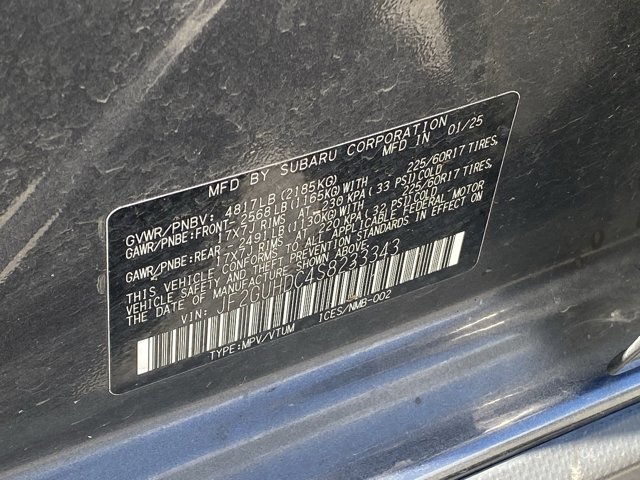 MFD BY SUBARU CORPORATION
MFD IN 01/25
GVWR/PNBV: 4817LB (2185KG)
GAWR/PNBE:FRONT - 2568LB (1165KG)WITH - 225/60R17 TIRES,
17X7J RIMS AT 230 KPA (33 PSI)COLD
GAWR/PNBE:REAR - 2491LB (1130KG)WITH - 225/60R17 TIRES,
17X7J RIMS AT 220 KPA (32 PSI)COLD
THIS VEHICLE CONFORMS TO ALL APPLICABLE FEDERAL MOTOR
VEHICLE SAFETY AND THEFT PREVENTION STANDARDS IN EFFECT ON
THE DATE OF MANUFACTURE SHOWN ABOVE.
VIN: JF2GUHDC4S8233343
TYPE:MPV/VTUM ICES/NMB-002